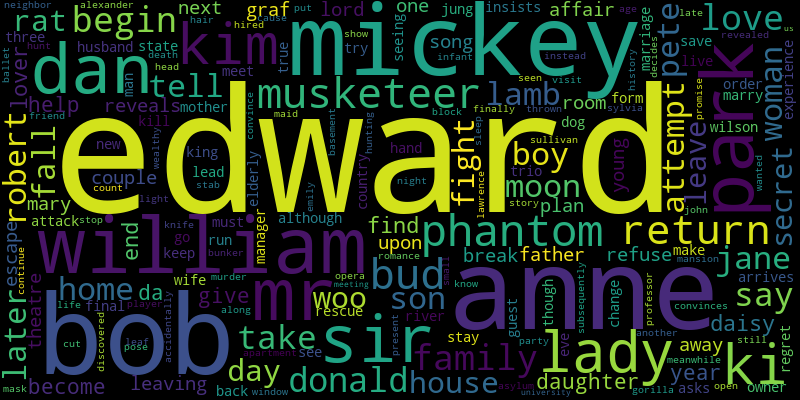 edward
mickey
anne
bob
william
dan
kim
park
sir
lady
ki
mr
phantom
musketeer
return
bud
moon
love
begin
rat
tell
fall
robert
later
home
take
donald
family
house
jane
say
daisy
secret
woman
pete
leave
attempt
fight
boy
lamb
woo
son
day
daughter
become
leaving
theatre
give
da
end
mary
escape
couple
reveals
help
lover
graf
next
lord
one
jung
insists
affair
song
seeing
try
true
meet
state
three
husband
man
mother
new
king
kill
lead
attack
stop
although
run
must
keep
go
manager
elderly
country
hand
trio
young
room
form
dog
plan
find
upon
father
break
refuse
make
away
year
asks
owner
regret
arrives
change
though
guest
stay
river
rescue
wife
see
back
final
eve
experience
order
marry
save
live
wilson
marriage
neighbor
alexander
hair
cause
put
show
infant
age
late
decides
us
history
instead
revealed
hunt
death
head
hired
ballet
friend
wealthy
maid
convince
basement
block
hunting
seen
visit
finally
thrown
sylvia
promise
sleep
sullivan
lawrence
night
story
wanted
john
count
light
stab
emily
knife
bunker
continue
romance
opera
murder
meeting
small
know
professor
mansion
convinces
subsequently
another
still
meanwhile
open
gorilla
university
asylum
party
present
along
player
life
cut
discovered
leaf
pose
accidentally
mask
apartment
window